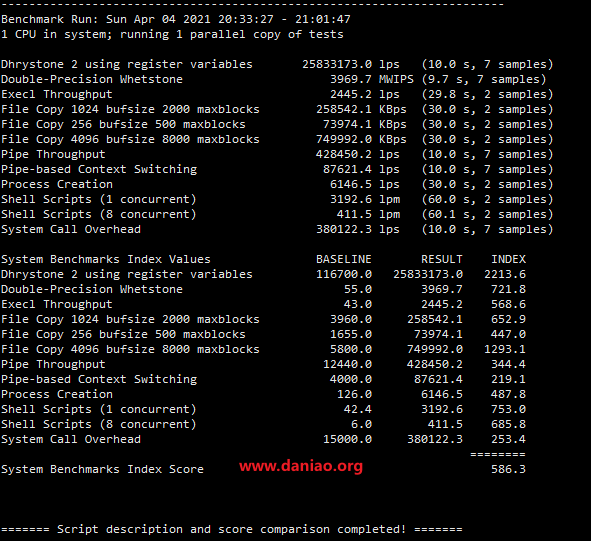 ------------------------------------------------------------------------
Benchmark Run: Sun Apr 04 2021 20:33:27 - 21:01:47
1 CPU in system; running 1 parallel copy of tests

Dhrystone 2 using register variables       25833173.0 lps   (10.0 s, 7 samples)
Double-Precision Whetstone                     3969.7 MWIPS (9.7 s, 7 samples)
Execl Throughput                               2445.2 lps   (29.8 s, 2 samples)
File Copy 1024 bufsize 2000 maxblocks        258542.1 KBps  (30.0 s, 2 samples)
File Copy 256 bufsize 500 maxblocks           73974.1 KBps  (30.0 s, 2 samples)
File Copy 4096 bufsize 8000 maxblocks        749992.0 KBps  (30.0 s, 2 samples)
Pipe Throughput                              428450.2 lps   (10.0 s, 7 samples)
Pipe-based Context Switching                  87621.4 lps   (10.0 s, 7 samples)
Process Creation                               6146.5 lps   (30.0 s, 2 samples)
Shell Scripts (1 concurrent)                   3192.6 lpm   (60.0 s, 2 samples)
Shell Scripts (8 concurrent)                    411.5 lpm   (60.1 s, 2 samples)
System Call Overhead                         380122.3 lps   (10.0 s, 7 samples)

System Benchmarks Index Values               BASELINE       RESULT    INDEX
Dhrystone 2 using register variables         116700.0   25833173.0   2213.6
Double-Precision Whetstone                       55.0       3969.7    721.8
Execl Throughput                                 43.0       2445.2    568.6
File Copy 1024 bufsize 2000 maxblocks          3960.0     258542.1    652.9
File Copy 256 bufsize 500 maxblocks            1655.0      73974.1    447.0
File Copy 4096 bufsize 8000 maxblocks          5800.0     749992.0   1293.1
Pipe Throughput                               12440.0     428450.2    344.4
Pipe-based Context Switching                   4000.0      87621.4    219.1
Process Creation                                126.0       6146.5    487.8
Shell Scripts (1 concurrent)                     42.4       3192.6    753.0
Shell Scripts (8 concurrent)                      6.0        411.5    685.8
System Call Overhead                          15000.0     380122.3    253.4
                                                                   ========
System Benchmarks Index Score     www.daniao.org                      586.3

======= Script description and score comparison completed! =======